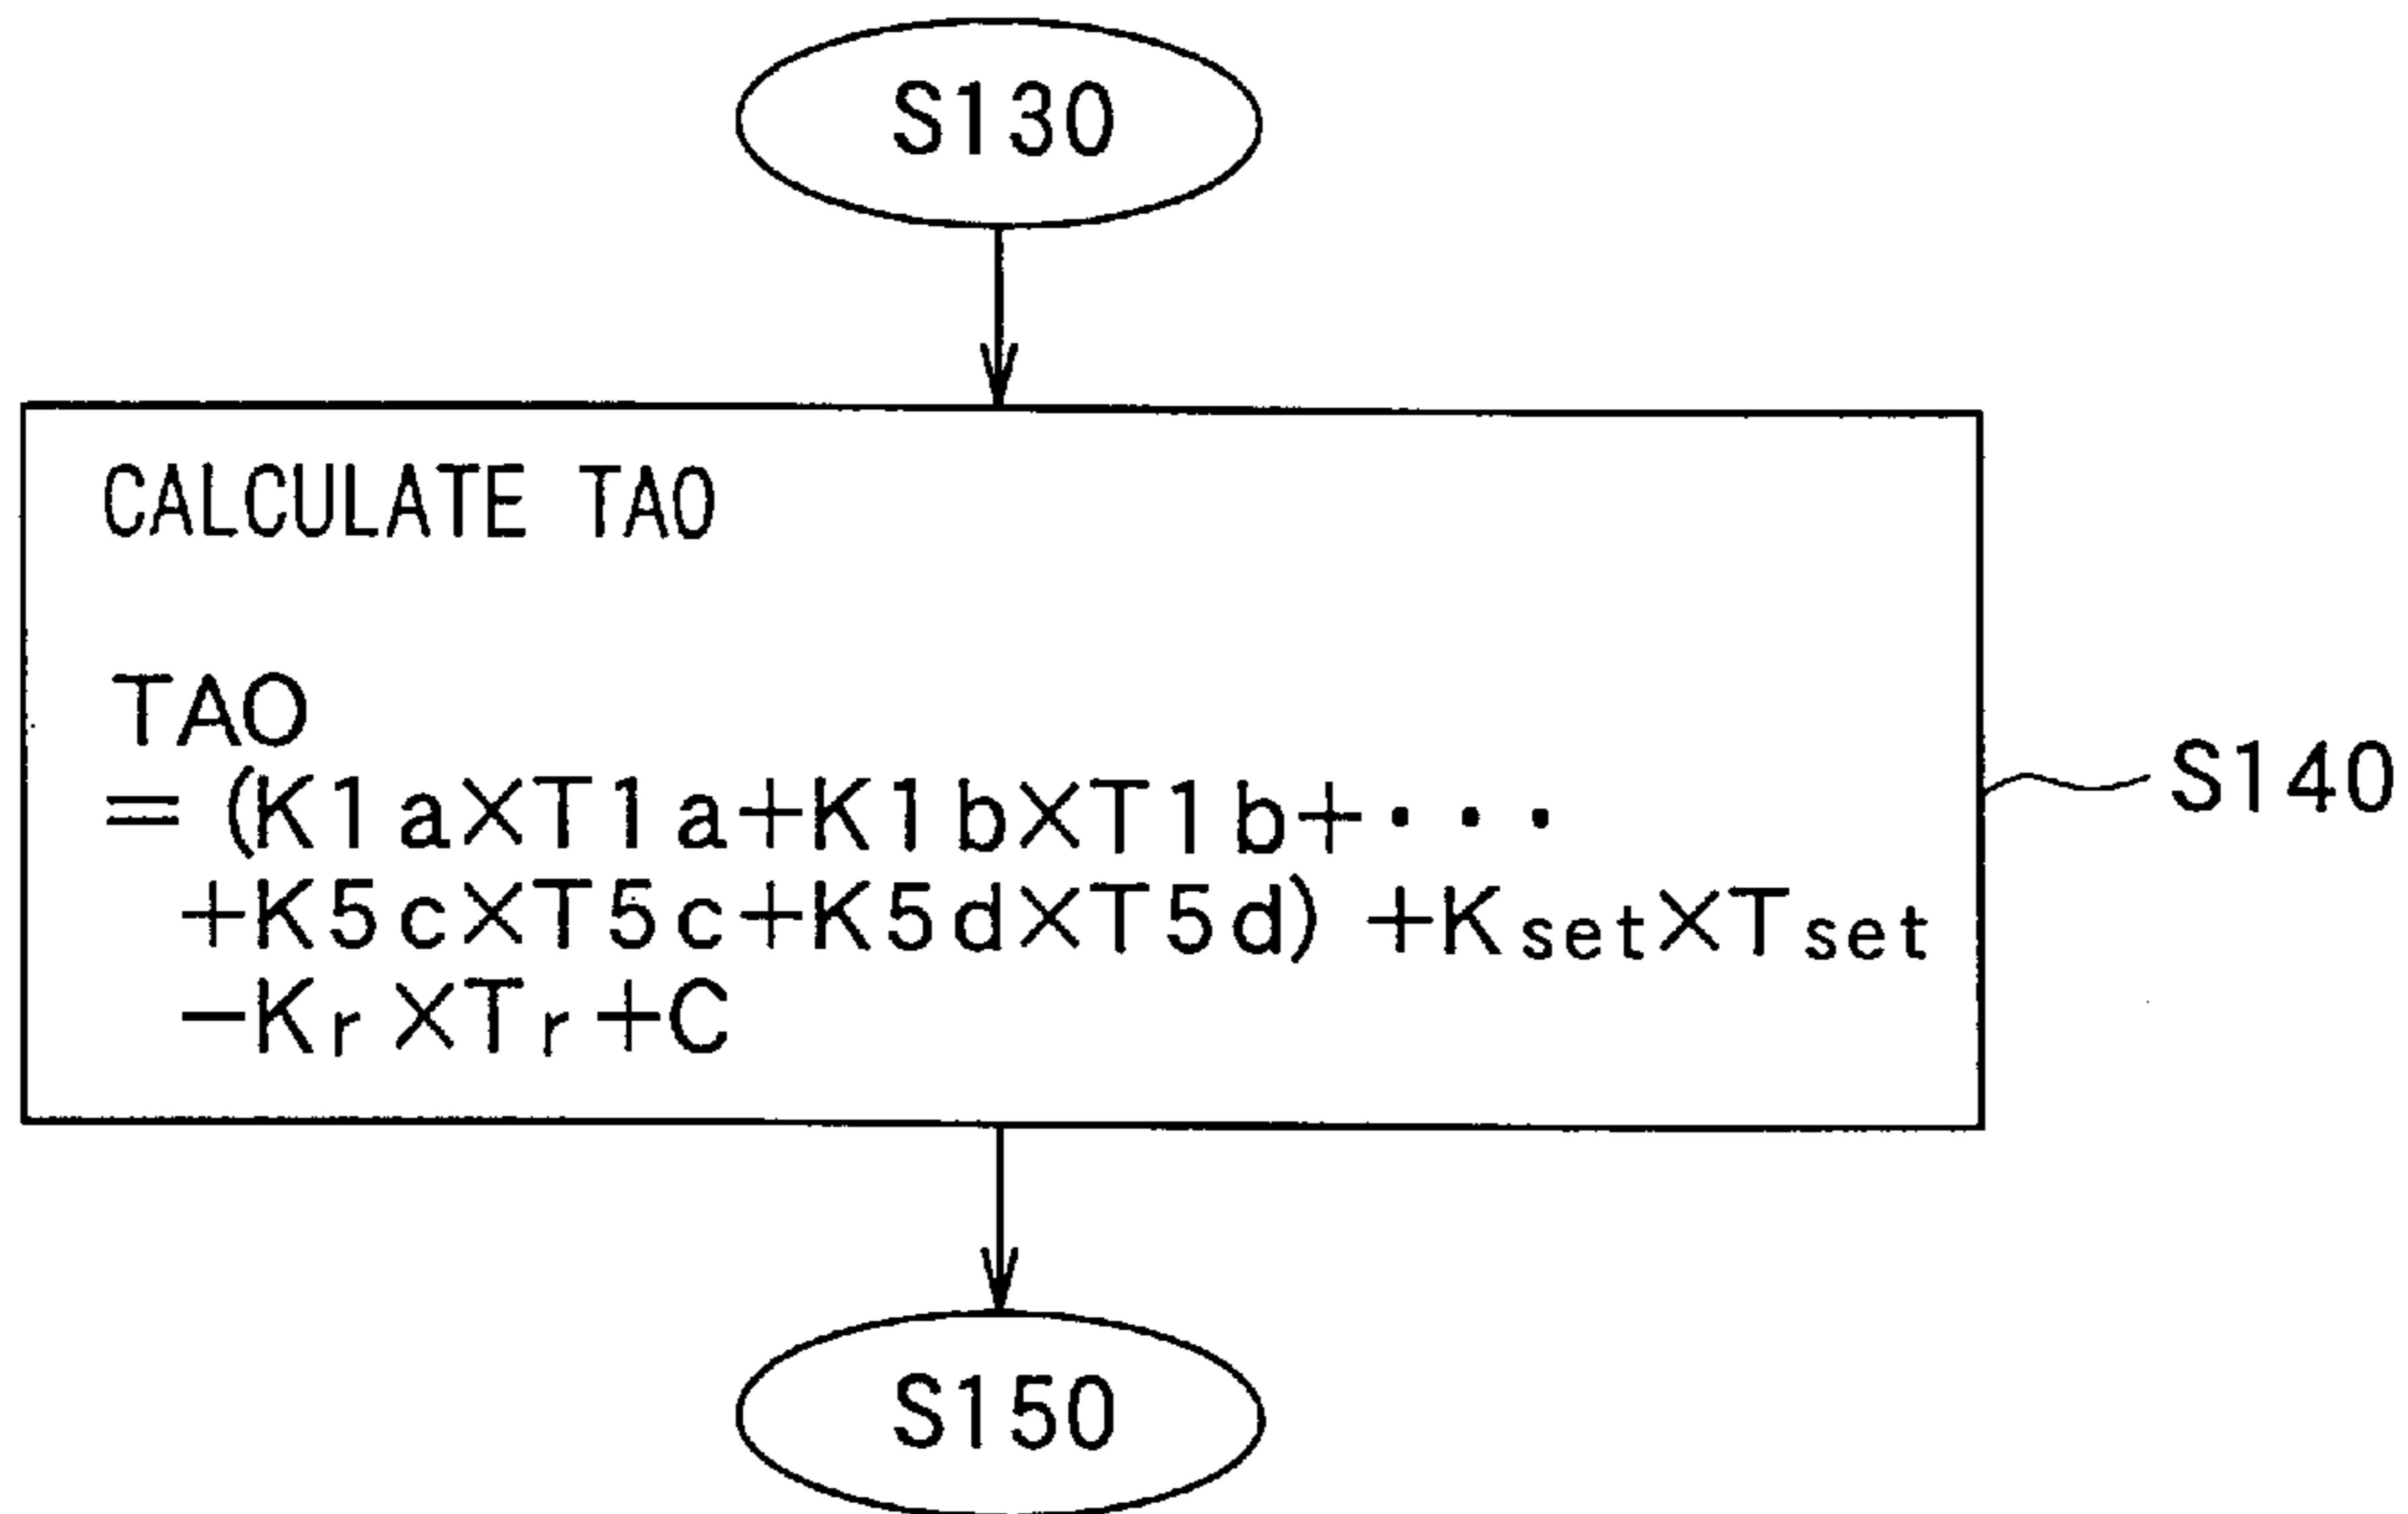 S130
CALCULATE TAO
TAO
=(K1a×T1a+K1b×T1b+···
+K5c×T5c+K5d×T5d)+Kset×Tset
-Kr×Tr+C
S140
S150